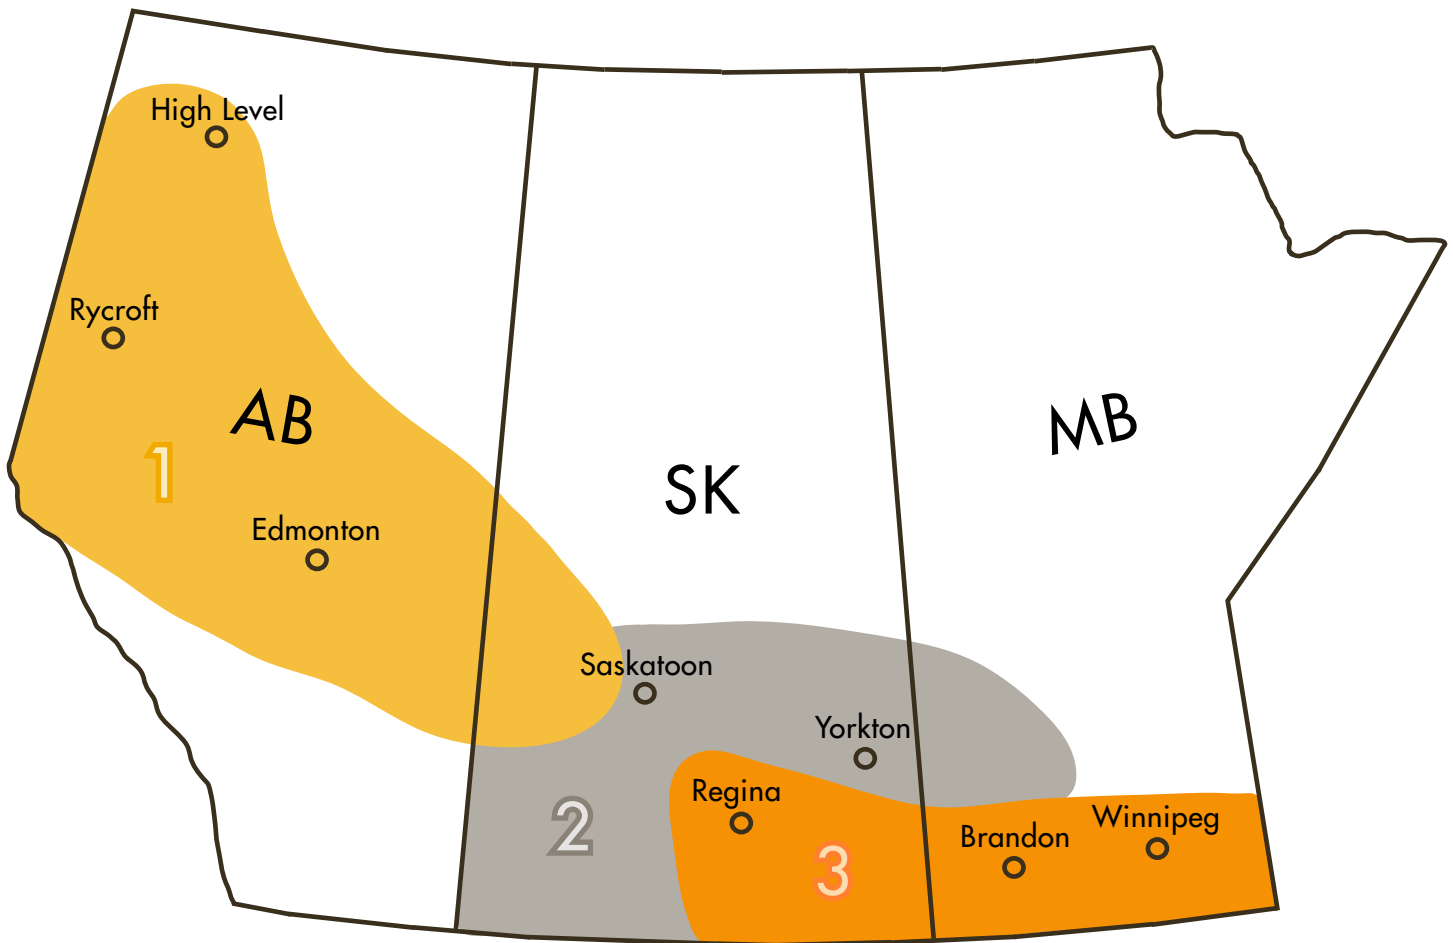 High Level
Rycroft
AB
MB
1
SK
Edmonton
Saskatoon
Yorkton
Regina
2
Winnipeg
Brandon
3